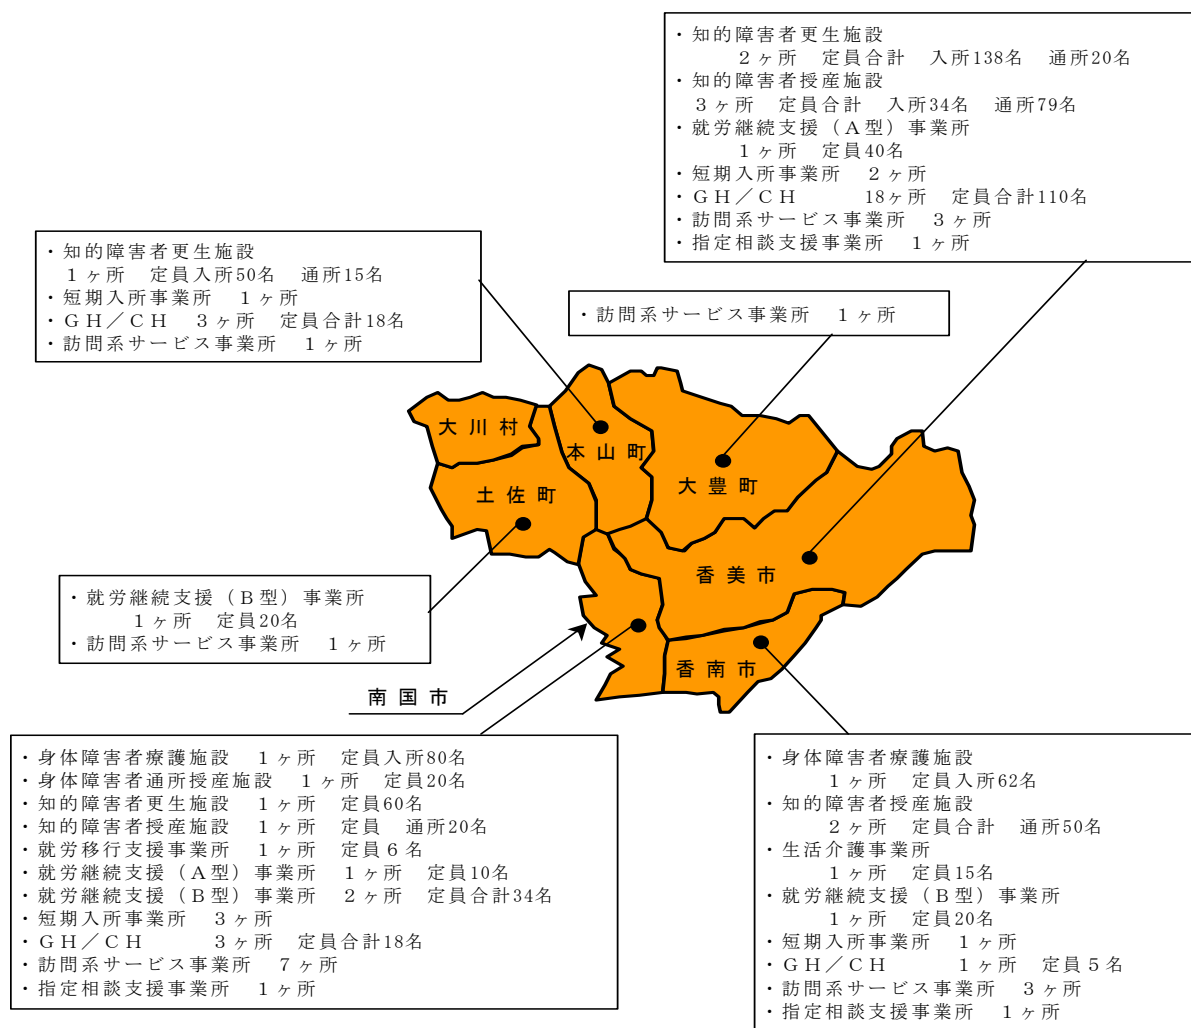 ・知的障害者更生施設
２ヶ所　定員合計　入所138名　通所20名
・知的障害者授産施設
３ヶ所　定員合計　入所34名　通所79名
・就労継続支援（Ａ型）事業所
１ヶ所　定員40名
・短期入所事業所　２ヶ所
・ＧＨ／ＣＨ　　　18ヶ所　定員合計110名
・訪問系サービス事業所　３ヶ所
・指定相談支援事業所　１ヶ所
・知的障害者更生施設
１ヶ所　定員入所50名　通所15名
・短期入所事業所　１ヶ所
・ＧＨ／ＣＨ　３ヶ所　定員合計18名
・訪問系サービス事業所　１ヶ所
・訪問系サービス事業所　１ヶ所
大川村
本山町
大豊町
土佐町
香美市
香南市
南国市
・就労継続支援（Ｂ型）事業所
１ヶ所　定員20名
・訪問系サービス事業所　１ヶ所
・身体障害者療護施設　１ヶ所　定員入所80名
・身体障害者通所授産施設　１ヶ所　定員20名
・知的障害者更生施設　１ヶ所　定員60名
・知的障害者授産施設　１ヶ所　定員　通所20名
・就労移行支援事業所　１ヶ所　定員６名
・就労継続支援（Ａ型）事業所　１ヶ所　定員10名
・就労継続支援（Ｂ型）事業所　２ヶ所　定員合計34名
・短期入所事業所　３ヶ所
・ＧＨ／ＣＨ　　　３ヶ所　定員合計18名
・訪問系サービス事業所　７ヶ所
・指定相談支援事業所　１ヶ所
・身体障害者療護施設
１ヶ所　定員入所62名
・知的障害者授産施設
２ヶ所　定員合計　通所50名
・生活介護事業所
１ヶ所　定員15名
・就労継続支援（Ｂ型）事業所
１ヶ所　定員20名
・短期入所事業所　１ヶ所
・ＧＨ／ＣＨ　　　１ヶ所　定員５名
・訪問系サービス事業所　３ヶ所
・指定相談支援事業所　１ヶ所